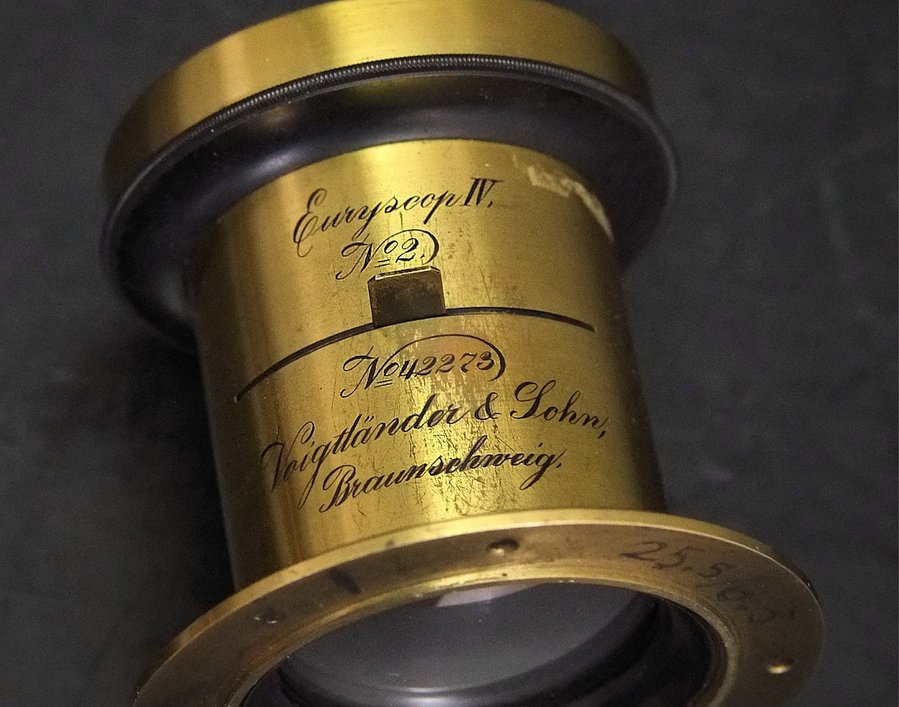 Euryscop IV.
No 2.
No 42273
Voigtländer & Sohn,
Braunschweig.